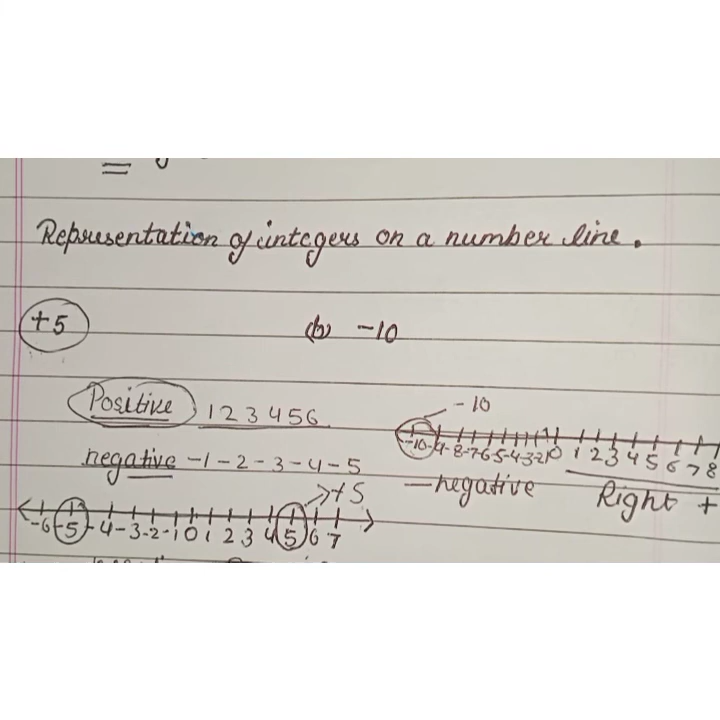 Representation of integers on a number line.
+5 (b) -10
Positive 1 2 3 4 5 6
-10
-10-9-8-7-6-5-4-3-2-10 1 2 3 4 5 6 7 8
negative -1-2-3-4-5
-negative Right +
+5
-6-5-4-3-2-1 0 1 2 3 4 5 6 7